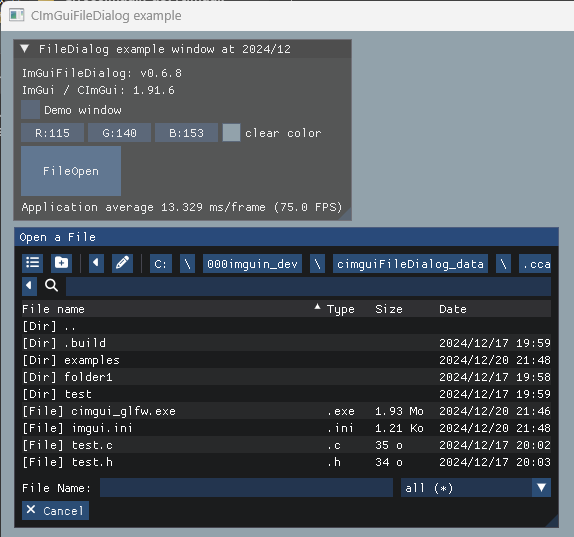 CImGuiFileDialog example
FileDialog example window at 2024/12
ImGuiFileDialog: v0.6.8
ImGui / CImGui: 1.91.6
Demo window
R:115 G:140 B:153 clear color
FileOpen
Application average 13.329 ms/frame (75.0 FPS)
Open a File
C: \ 000imguin_dev \ cimguiFileDialog_data \ .cca
File name Type Size Date
[Dir] ..
[Dir] .build 2024/12/17 19:59
[Dir] examples 2024/12/20 21:48
[Dir] folder1 2024/12/17 19:58
[Dir] test 2024/12/17 19:59
[File] cimgui_glfw.exe .exe 1.93 Mo 2024/12/20 21:46
[File] imgui.ini .ini 1.21 Ko 2024/12/20 21:48
[File] test.c .c 35 o 2024/12/17 20:02
[File] test.h .h 34 o 2024/12/17 20:03
File Name: all (*)
Cancel